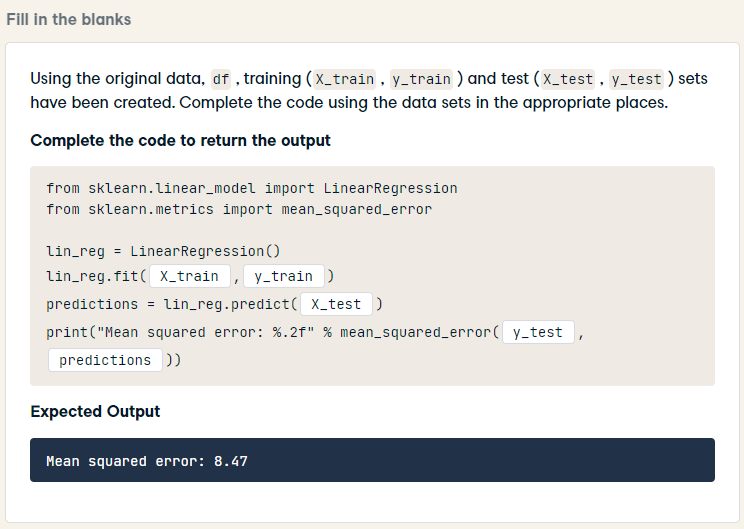 Fill in the blanks
Using the original data, df , training ( X_train , y_train ) and test ( X_test , y_test ) sets
have been created. Complete the code using the data sets in the appropriate places.
Complete the code to return the output
from sklearn.linear_model import LinearRegression
from sklearn.metrics import mean_squared_error
lin_reg = LinearRegression()
lin_reg.fit( X_train , y_train )
predictions = lin_reg.predict( X_test )
print("Mean squared error: %.2f" % mean_squared_error( y_test ,
predictions ))
Expected Output
Mean squared error: 8.47